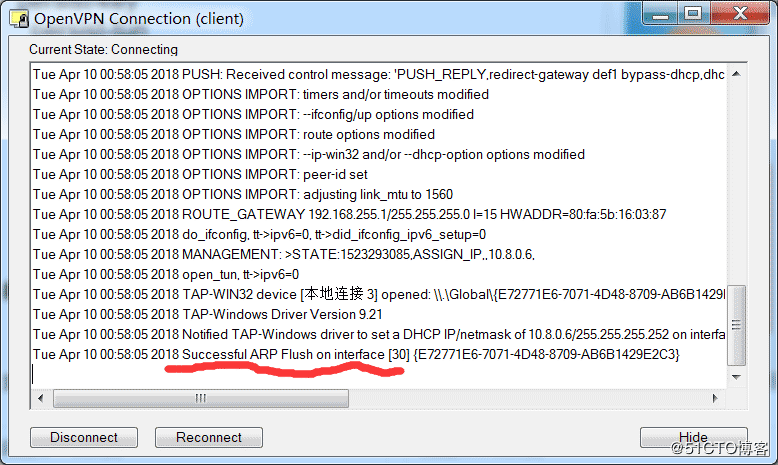 OpenVPN Connection (client)
Current State: Connecting
Tue Apr 10 00:58:05 2018 PUSH: Received control message: 'PUSH_REPLY,redirect-gateway def1 bypass-dhcp,dhc
Tue Apr 10 00:58:05 2018 OPTIONS IMPORT: timers and/or timeouts modified
Tue Apr 10 00:58:05 2018 OPTIONS IMPORT: --ifconfig/up options modified
Tue Apr 10 00:58:05 2018 OPTIONS IMPORT: route options modified
Tue Apr 10 00:58:05 2018 OPTIONS IMPORT: --ip-win32 and/or --dhcp-option options modified
Tue Apr 10 00:58:05 2018 OPTIONS IMPORT: peer-id set
Tue Apr 10 00:58:05 2018 OPTIONS IMPORT: adjusting link_mtu to 1560
Tue Apr 10 00:58:05 2018 ROUTE_GATEWAY 192.168.255.1/255.255.255.0 I=15 HWADDR=80:fa:5b:16:03:87
Tue Apr 10 00:58:05 2018 do_ifconfig, tt->ipv6=0, tt->did_ifconfig_ipv6_setup=0
Tue Apr 10 00:58:05 2018 MANAGEMENT: >STATE:1523293085,ASSIGN_IP,,10.8.0.6,
Tue Apr 10 00:58:05 2018 open_tun, tt->ipv6=0
Tue Apr 10 00:58:05 2018 TAP-WIN32 device [本地连接 3] opened: \\.\Global\{E72771E6-7071-4D48-8709-AB6B1429E
Tue Apr 10 00:58:05 2018 TAP-Windows Driver Version 9.21
Tue Apr 10 00:58:05 2018 Notified TAP-Windows driver to set a DHCP IP/netmask of 10.8.0.6/255.255.255.252 on interfa
Tue Apr 10 00:58:05 2018 Successful ARP Flush on interface [30] {E72771E6-7071-4D48-8709-AB6B1429E2C3}
Disconnect
Reconnect
Hide
@51CTO博客